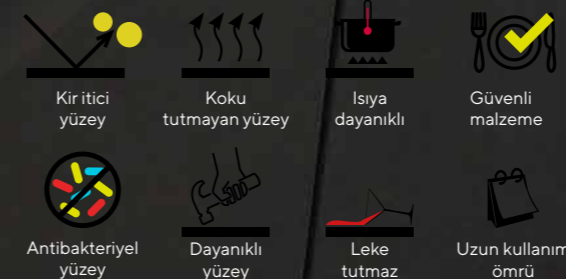 Kir itici
yüzey
Koku
tutmayan yüzey
Isıya
dayanıklı
Güvenli
malzeme
Antibakteriyel
yüzey
Dayanıklı
yüzey
Leke
tutmaz
Uzun kullanım
ömrü